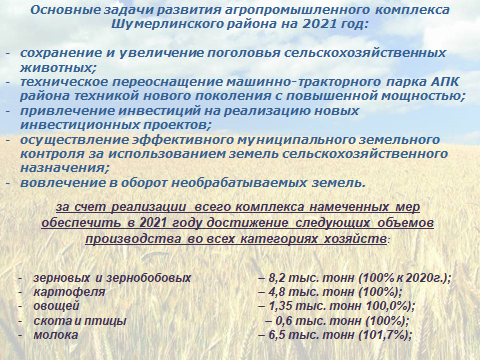 Основные задачи развития агропромышленного комплекса
Шумерлинского района на 2021 год:
- сохранение и увеличение поголовья сельскохозяйственных
животных;
- техническое переоснащение машинно-тракторного парка АПК
района техникой нового поколения с повышенной мощностью;
- привлечение инвестиций на реализацию новых
инвестиционных проектов;
- осуществление эффективного муниципального земельного
контроля за использованием земель сельскохозяйственного
назначения;
- вовлечение в оборот необрабатываемых земель.
за счет реализации всего комплекса намеченных мер
обеспечить в 2021 году достижение следующих объемов
производства во всех категориях хозяйств:
- зерновых и зернобобовых – 8,2 тыс. тонн (100% к 2020г.);
- картофеля – 4,8 тыс. тонн (100%);
- овощей – 1,35 тыс. тонн 100,0%);
- скота и птицы – 0,6 тыс. тонн (100%);
- молока – 6,5 тыс. тонн (101,7%);